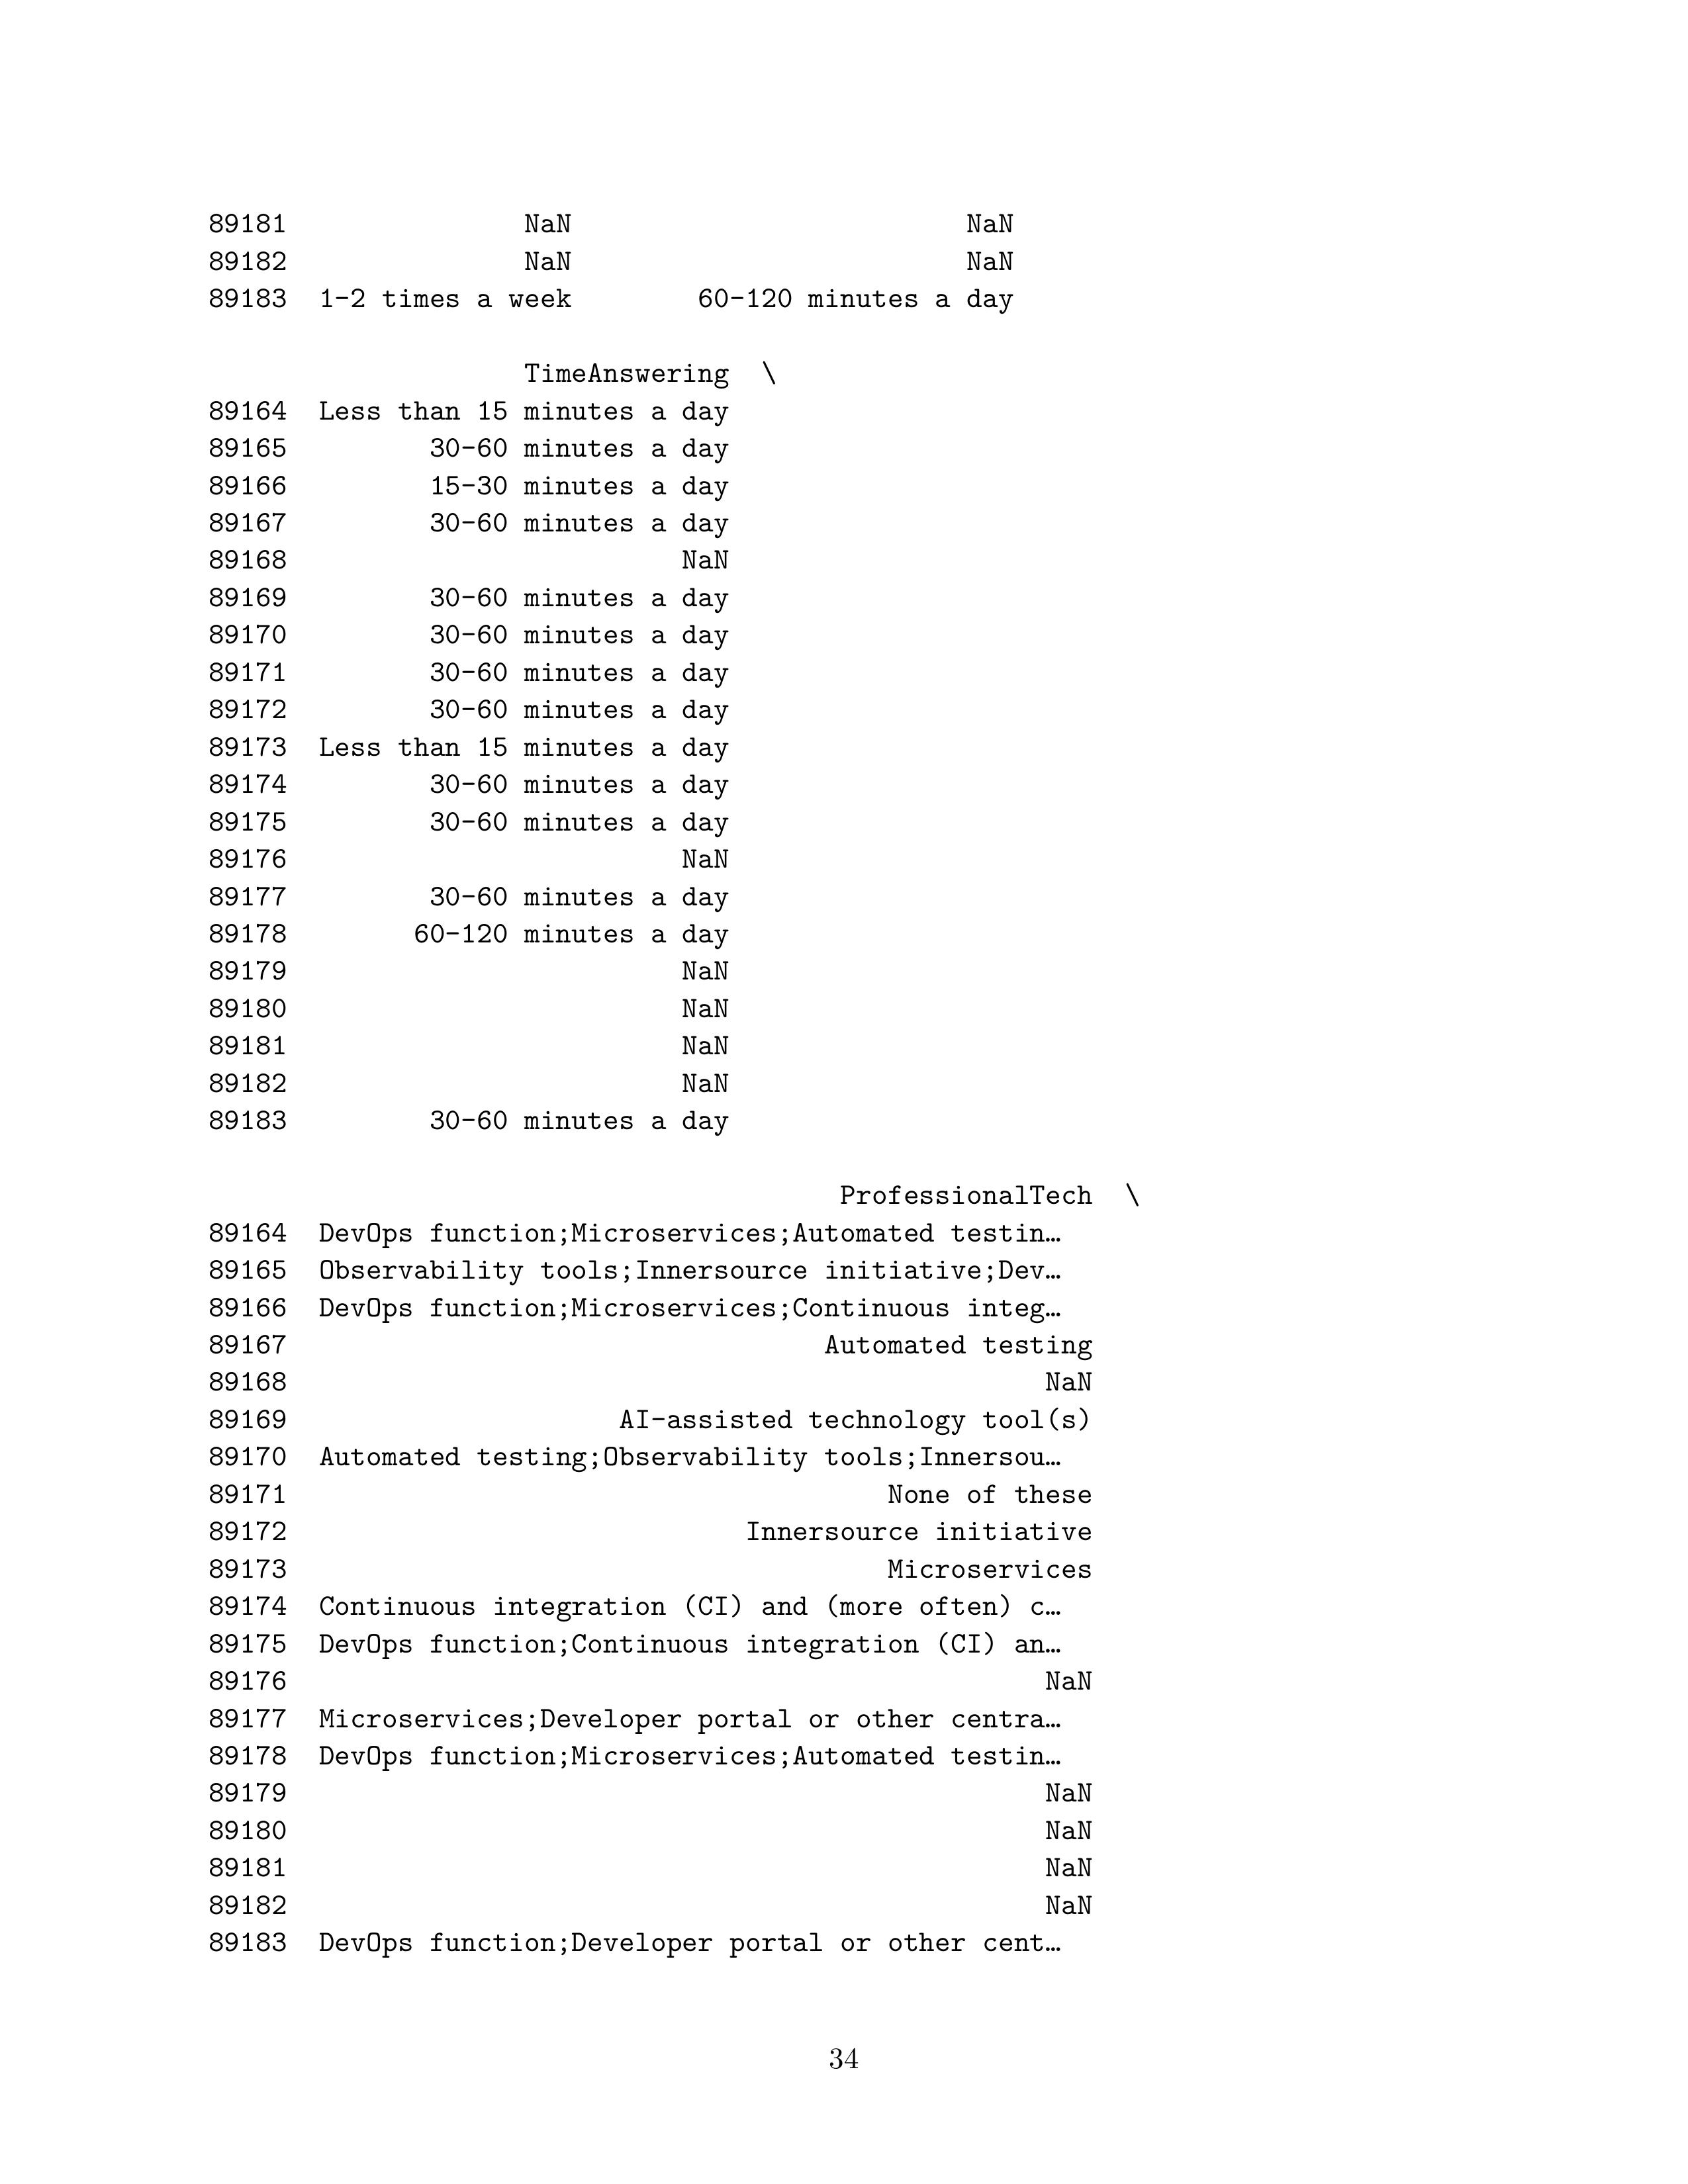 89181               NaN                         NaN
89182               NaN                         NaN
89183  1-2 times a week        60-120 minutes a day
                    TimeAnswering  \
89164  Less than 15 minutes a day
89165         30-60 minutes a day
89166         15-30 minutes a day
89167         30-60 minutes a day
89168                         NaN
89169         30-60 minutes a day
89170         30-60 minutes a day
89171         30-60 minutes a day
89172         30-60 minutes a day
89173  Less than 15 minutes a day
89174         30-60 minutes a day
89175         30-60 minutes a day
89176                         NaN
89177         30-60 minutes a day
89178        60-120 minutes a day
89179                         NaN
89180                         NaN
89181                         NaN
89182                         NaN
89183         30-60 minutes a day
                                        ProfessionalTech  \
89164  DevOps function;Microservices;Automated testin…
89165  Observability tools;Innersource initiative;Dev…
89166  DevOps function;Microservices;Continuous integ…
89167                                Automated testing
89168                                              NaN
89169                   AI-assisted technology tool(s)
89170  Automated testing;Observability tools;Innersou…
89171                                    None of these
89172                           Innersource initiative
89173                                    Microservices
89174  Continuous integration (CI) and (more often) c…
89175  DevOps function;Continuous integration (CI) an…
89176                                              NaN
89177  Microservices;Developer portal or other centra…
89178  DevOps function;Microservices;Automated testin…
89179                                              NaN
89180                                              NaN
89181                                              NaN
89182                                              NaN
89183  DevOps function;Developer portal or other cent…
34